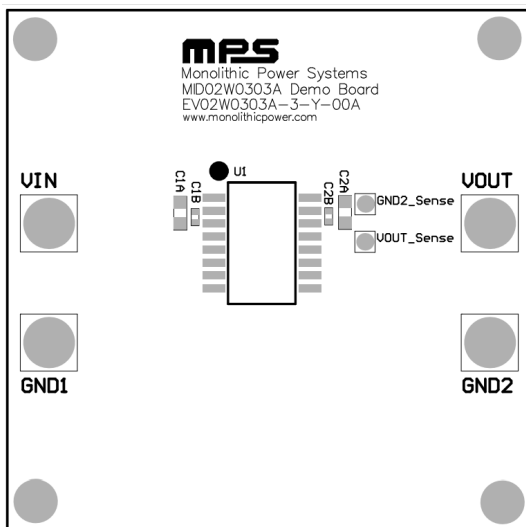 MPS
Monolithic Power Systems
MID02W0303A Demo Board
EV02W0303A-3-Y-00A
www.monolithicpower.com
U1
C1A
C1B
C2B
C2A
GND2_Sense
VOUT_Sense
VIN
VOUT
GND1
GND2